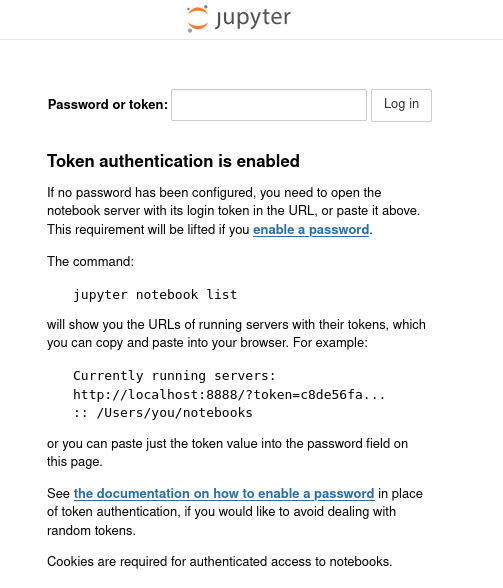 jupyter
Password or token: Log in
Token authentication is enabled
If no password has been configured, you need to open the
notebook server with its login token in the URL, or paste it above.
This requirement will be lifted if you enable a password.
The command:
jupyter notebook list
will show you the URLs of running servers with their tokens, which
you can copy and paste into your browser. For example:
Currently running servers:
http://localhost:8888/?token=c8de56fa...
:: /Users/you/notebooks
or you can paste just the token value into the password field on
this page.
See the documentation on how to enable a password in place
of token authentication, if you would like to avoid dealing with
random tokens.
Cookies are required for authenticated access to notebooks.